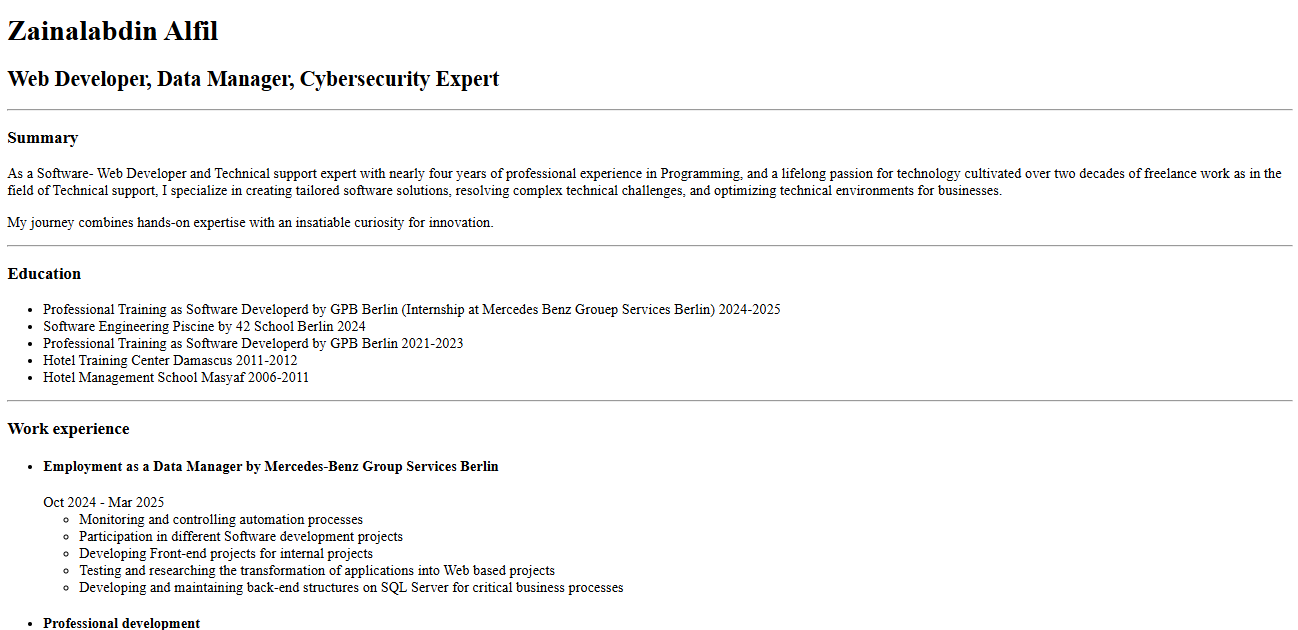 Zainalabdin Alfil
Web Developer, Data Manager, Cybersecurity Expert
Summary
As a Software- Web Developer and Technical support expert with nearly four years of professional experience in Programming, and a lifelong passion for technology cultivated over two decades of freelance work as in the
field of Technical support, I specialize in creating tailored software solutions, resolving complex technical challenges, and optimizing technical environments for businesses.
My journey combines hands-on expertise with an insatiable curiosity for innovation.
Education
• Professional Training as Software Developerd by GPB Berlin (Internship at Mercedes Benz Grouep Services Berlin) 2024-2025
• Software Engineering Piscine by 42 School Berlin 2024
• Professional Training as Software Developerd by GPB Berlin 2021-2023
• Hotel Training Center Damascus 2011-2012
• Hotel Management School Masyaf 2006-2011
Work experience
• Employment as a Data Manager by Mercedes-Benz Group Services Berlin
Oct 2024 - Mar 2025
◦ Monitoring and controlling automation processes
◦ Participation in different Software development projects
◦ Developing Front-end projects for internal projects
◦ Testing and researching the transformation of applications into Web based projects
◦ Developing and maintaining back-end structures on SQL Server for critical business processes
• Professional development